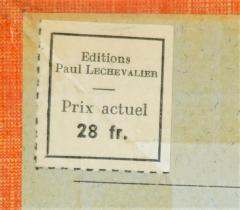 Editions
Paul LECHEVALIER
—
Prix actuel
28 fr.